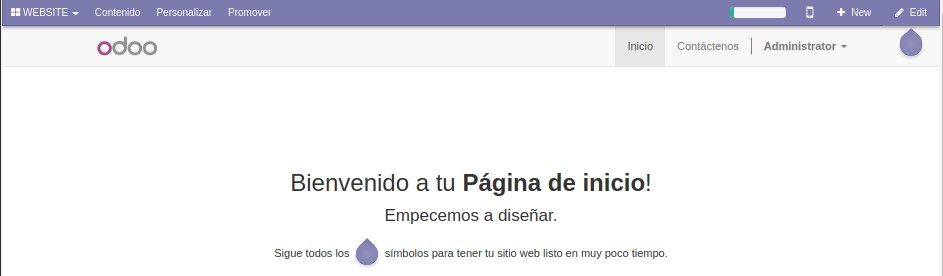 WEBSITE Contenido Personalizar Promover New Edit
odoo Inicio Contáctenos Administrator
Bienvenido a tu Página de inicio!
Empecemos a diseñar.
Sigue todos los símbolos para tener tu sitio web listo en muy poco tiempo.